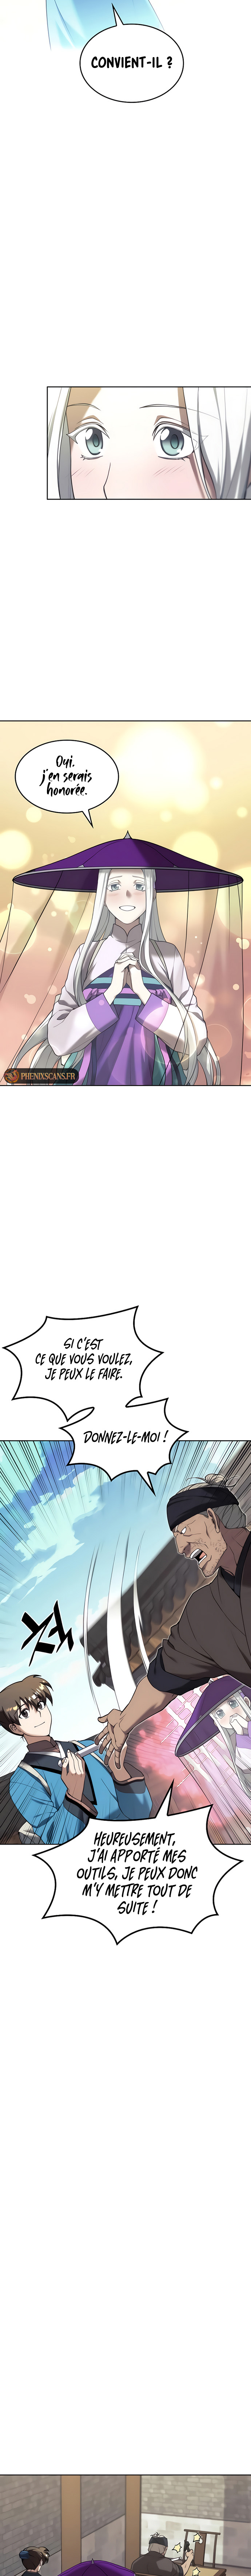 CONVIENT-IL ?
Oui.
j'en serais
honorée.
PHENIXSCANS.FR
SI C'EST
CE QUE VOUS VOULEZ,
JE PEUX LE FAIRE.
DONNEZ-LE-MOI !
HEUREUSEMENT,
J'AI APPORTÉ MES
OUTILS, JE PEUX DONC
M'Y METTRE TOUT DE
SUITE !